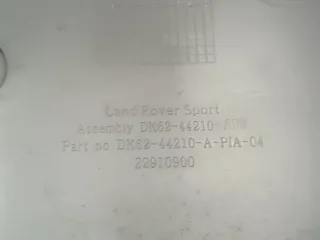 Land Rover Sport
Assembly DK62-44210-
Part no DK62-44210-A-PIA-04
22910900